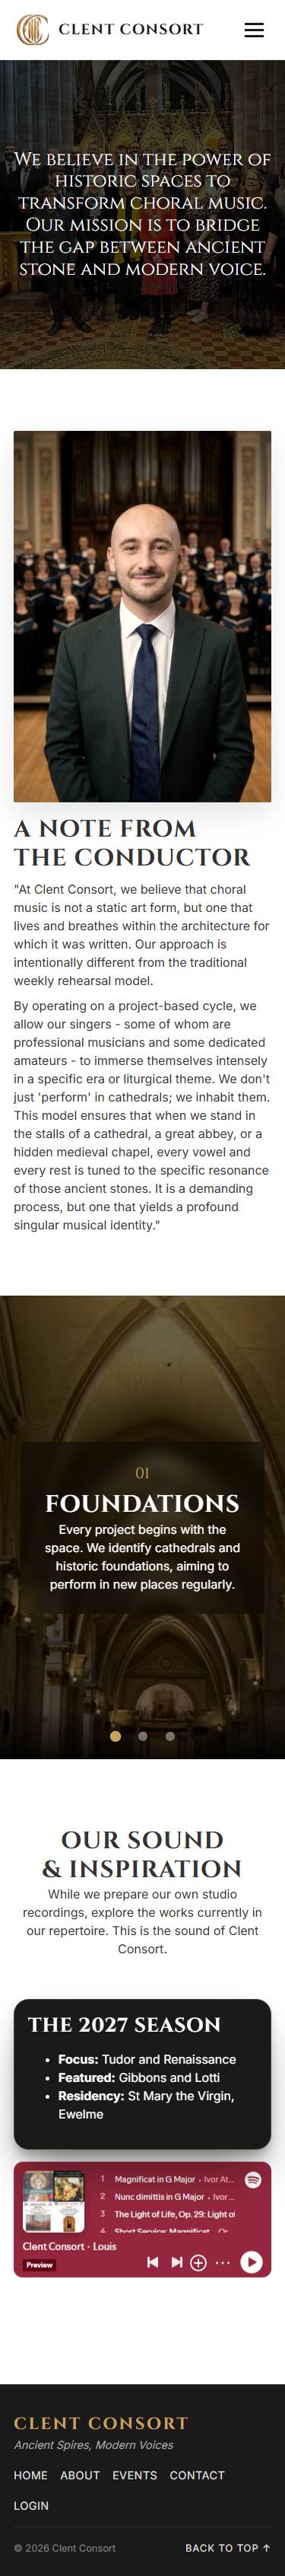 CLENT CONSORT
WE BELIEVE IN THE POWER OF
HISTORIC SPACES TO
TRANSFORM CHORAL MUSIC.
OUR MISSION IS TO BRIDGE
THE GAP BETWEEN ANCIENT
STONE AND MODERN VOICE.
A NOTE FROM
THE CONDUCTOR
"At Clent Consort, we believe that choral
music is not a static art form, but one that
lives and breathes within the architecture for
which it was written. Our approach is
intentionally different from the traditional
weekly rehearsal model.
By operating on a project-based cycle, we
allow our singers - some of whom are
professional musicians and some dedicated
amateurs - to immerse themselves intensely
in a specific era or liturgical theme. We don't
just 'perform' in cathedrals; we inhabit them.
This model ensures that when we stand in
the stalls of a cathedral, a great abbey, or a
hidden medieval chapel, every vowel and
every rest is tuned to the specific resonance
of those ancient stones. It is a demanding
process, but one that yields a profound
singular musical identity."
01
FOUNDATIONS
Every project begins with the
space. We identify cathedrals and
historic foundations, aiming to
perform in new places regularly.
OUR SOUND
& INSPIRATION
While we prepare our own studio
recordings, explore the works currently in
our repertoire. This is the sound of Clent
Consort.
THE 2027 SEASON
• Focus: Tudor and Renaissance
• Featured: Gibbons and Lotti
• Residency: St Mary the Virgin,
Ewelme
1 Magnificat in G Major • Ivor At...
2 Nunc dimittis in G Major • Ivor ...
3 The Light of Life, Op. 29: Light of
4 Short Service: Magnificat • Or
Clent Consort - Louis
Preview
CLENT CONSORT
Ancient Spires, Modern Voices
HOME ABOUT EVENTS CONTACT
LOGIN
© 2026 Clent Consort
BACK TO TOP ↑